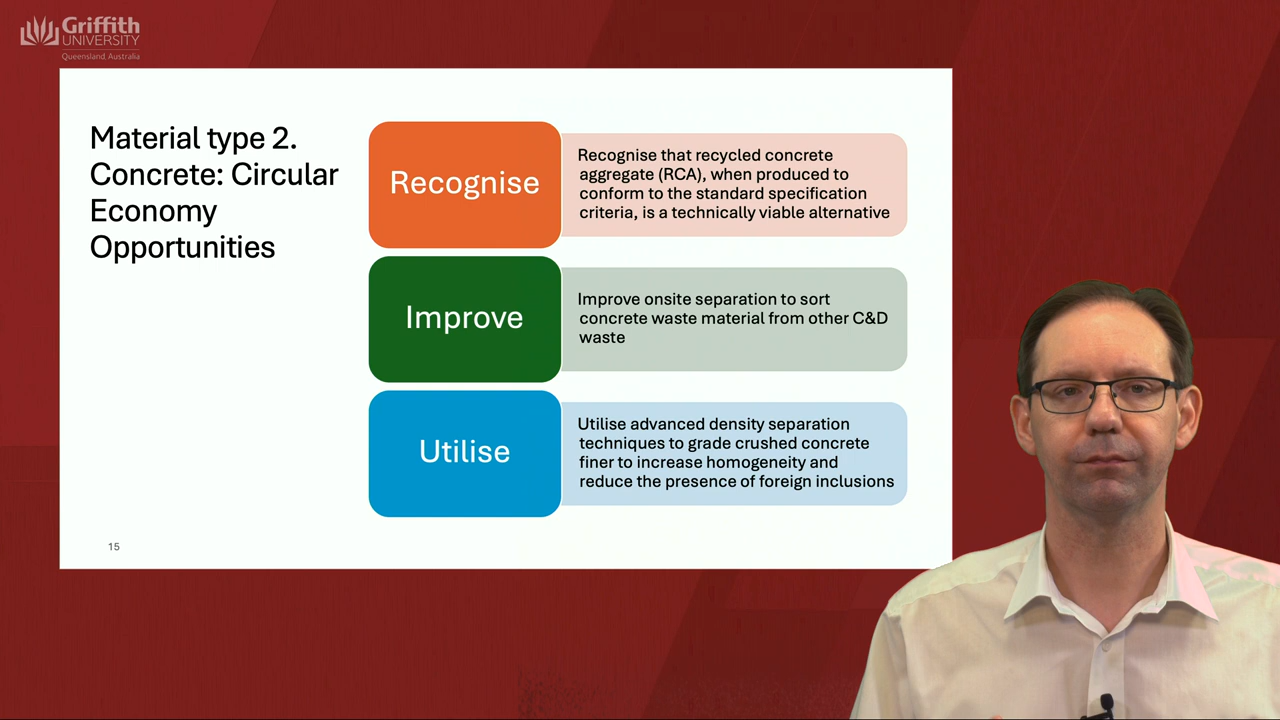 Griffith
UNIVERSITY
Queensland, Australia
Material type 2.
Concrete: Circular
Economy
Opportunities
Recognise
Recognise that recycled concrete
aggregate (RCA), when produced to
conform to the standard specification
criteria, is a technically viable alternative
Improve
Improve onsite separation to sort
concrete waste material from other C&D
waste
Utilise
Utilise advanced density separation
techniques to grade crushed concrete
finer to increase homogeneity and
reduce the presence of foreign inclusions
15